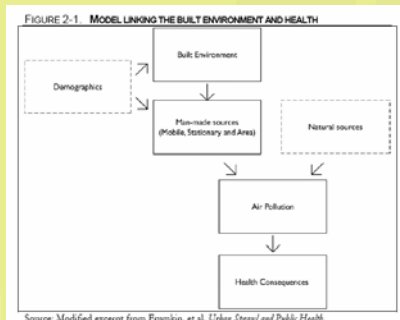 FIGURE 2-1. MODEL LINKING THE BUILT ENVIRONMENT AND HEALTH
Built Environment
Demographics
Man-made sources
(Mobile, Stationary and Area)
Natural sources
Air Pollution
Health Consequences
Source: Modified excerpt from Frumkin, et al. Urban Sprawl and Public Health